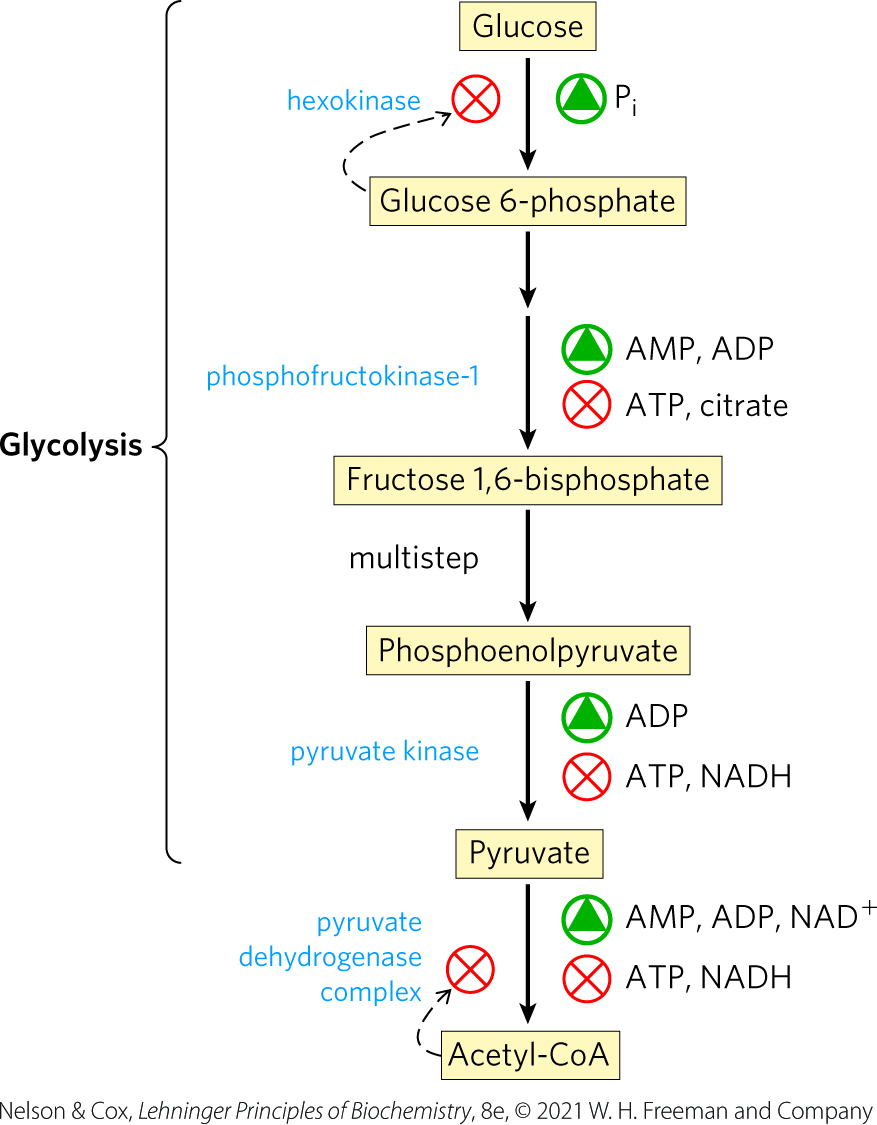 Glucose
hexokinase
Pᵢ
Glucose 6-phosphate
AMP, ADP
phosphofructokinase-1
ATP, citrate
Glycolysis
Fructose 1,6-bisphosphate
multistep
Phosphoenolpyruvate
ADP
pyruvate kinase
ATP, NADH
Pyruvate
pyruvate
dehydrogenase
complex
AMP, ADP, NAD⁺
ATP, NADH
Acetyl-CoA
Nelson & Cox, Lehninger Principles of Biochemistry, 8e, © 2021 W. H. Freeman and Company